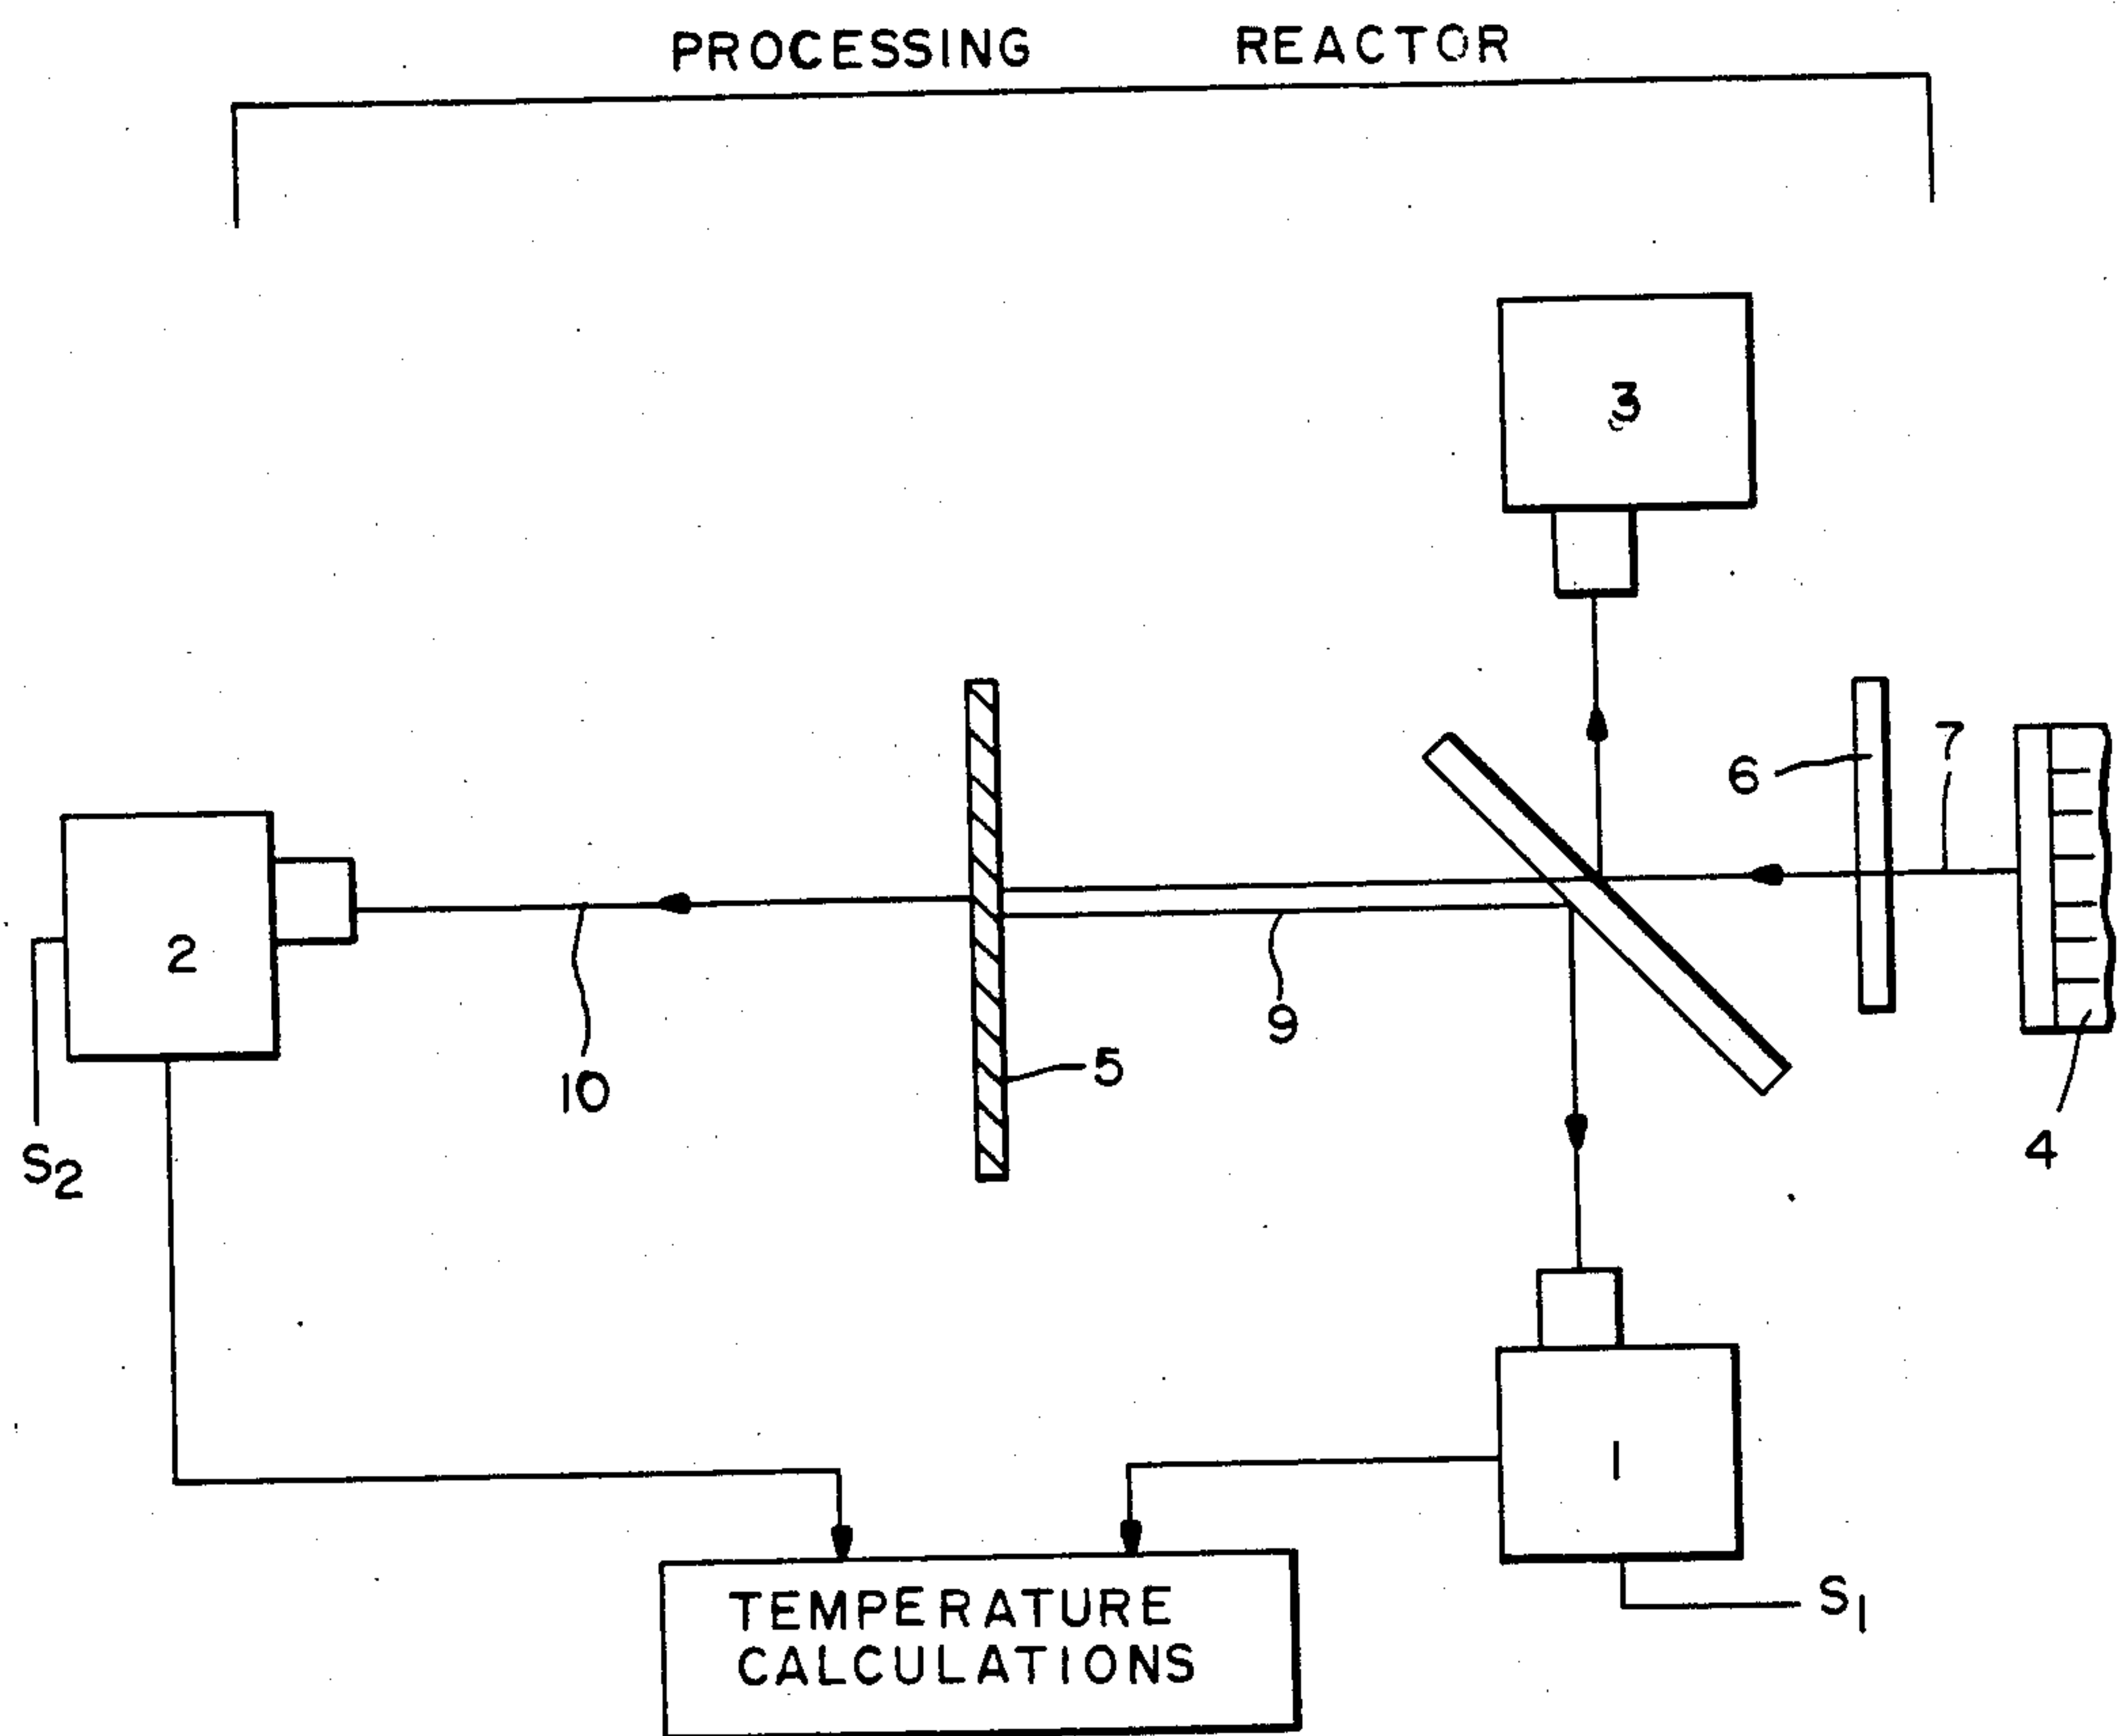 PROCESSING REACTOR
3
6
7
2
9
5
10
4
S2
1
S1
TEMPERATURE
CALCULATIONS